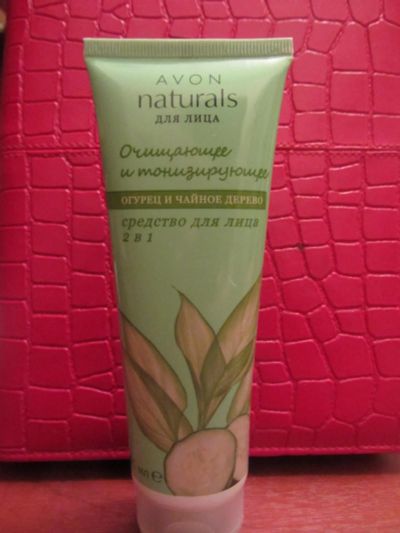 AVON
naturals
ДЛЯ ЛИЦА
Очищающее
и тонизирующее
ОГУРЕЦ И ЧАЙНОЕ ДЕРЕВО
средство для лица
2 в 1